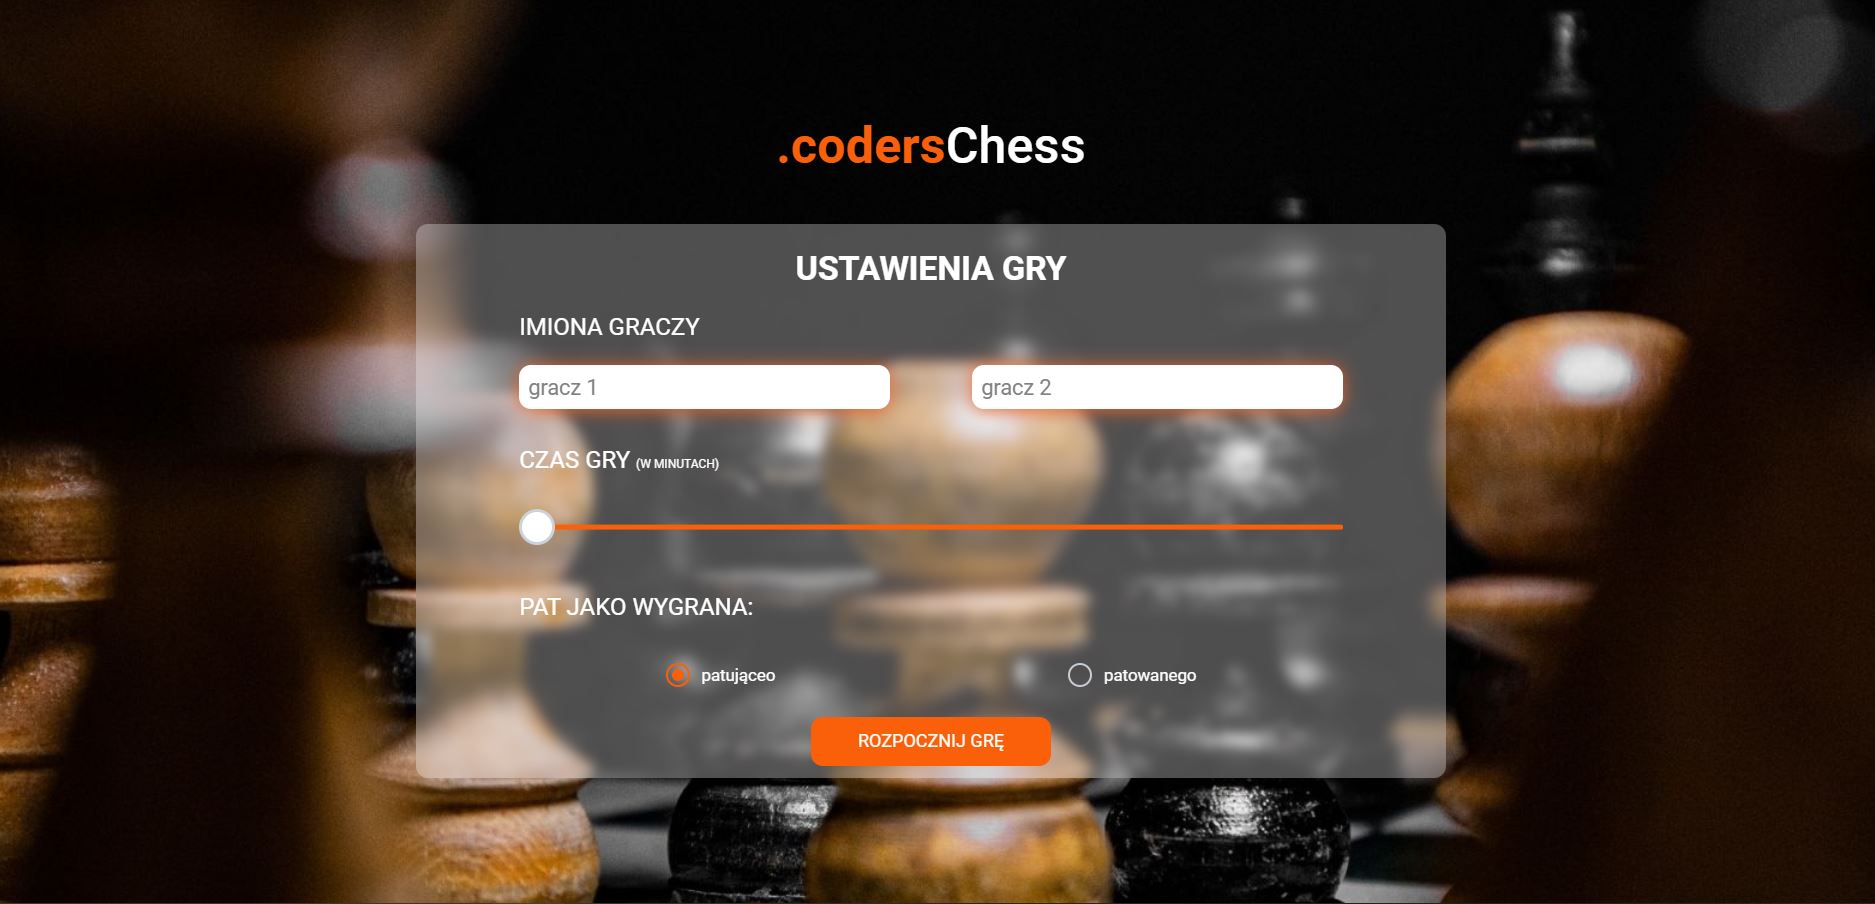 .codersChess
USTAWIENIA GRY
IMIONA GRACZY
gracz 1
gracz 2
CZAS GRY (W MINUTACH)
PAT JAKO WYGRANA:
patująceo
patowanego
ROZPOCZNIJ GRĘ